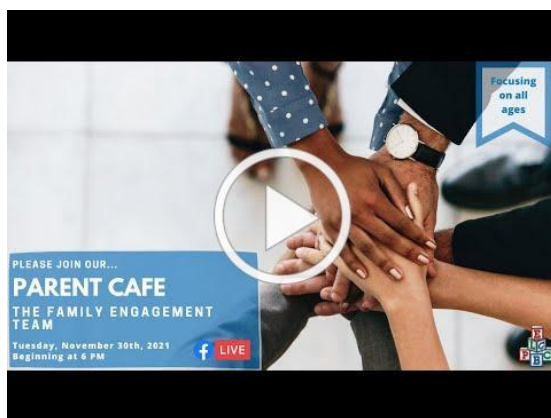 Focusing
on all
ages
PLEASE JOIN OUR...
PARENT CAFE
THE FAMILY ENGAGEMENT
TEAM
Tuesday, November 30th, 2021
Beginning at 6 PM
f LIVE
E
L C
P B C